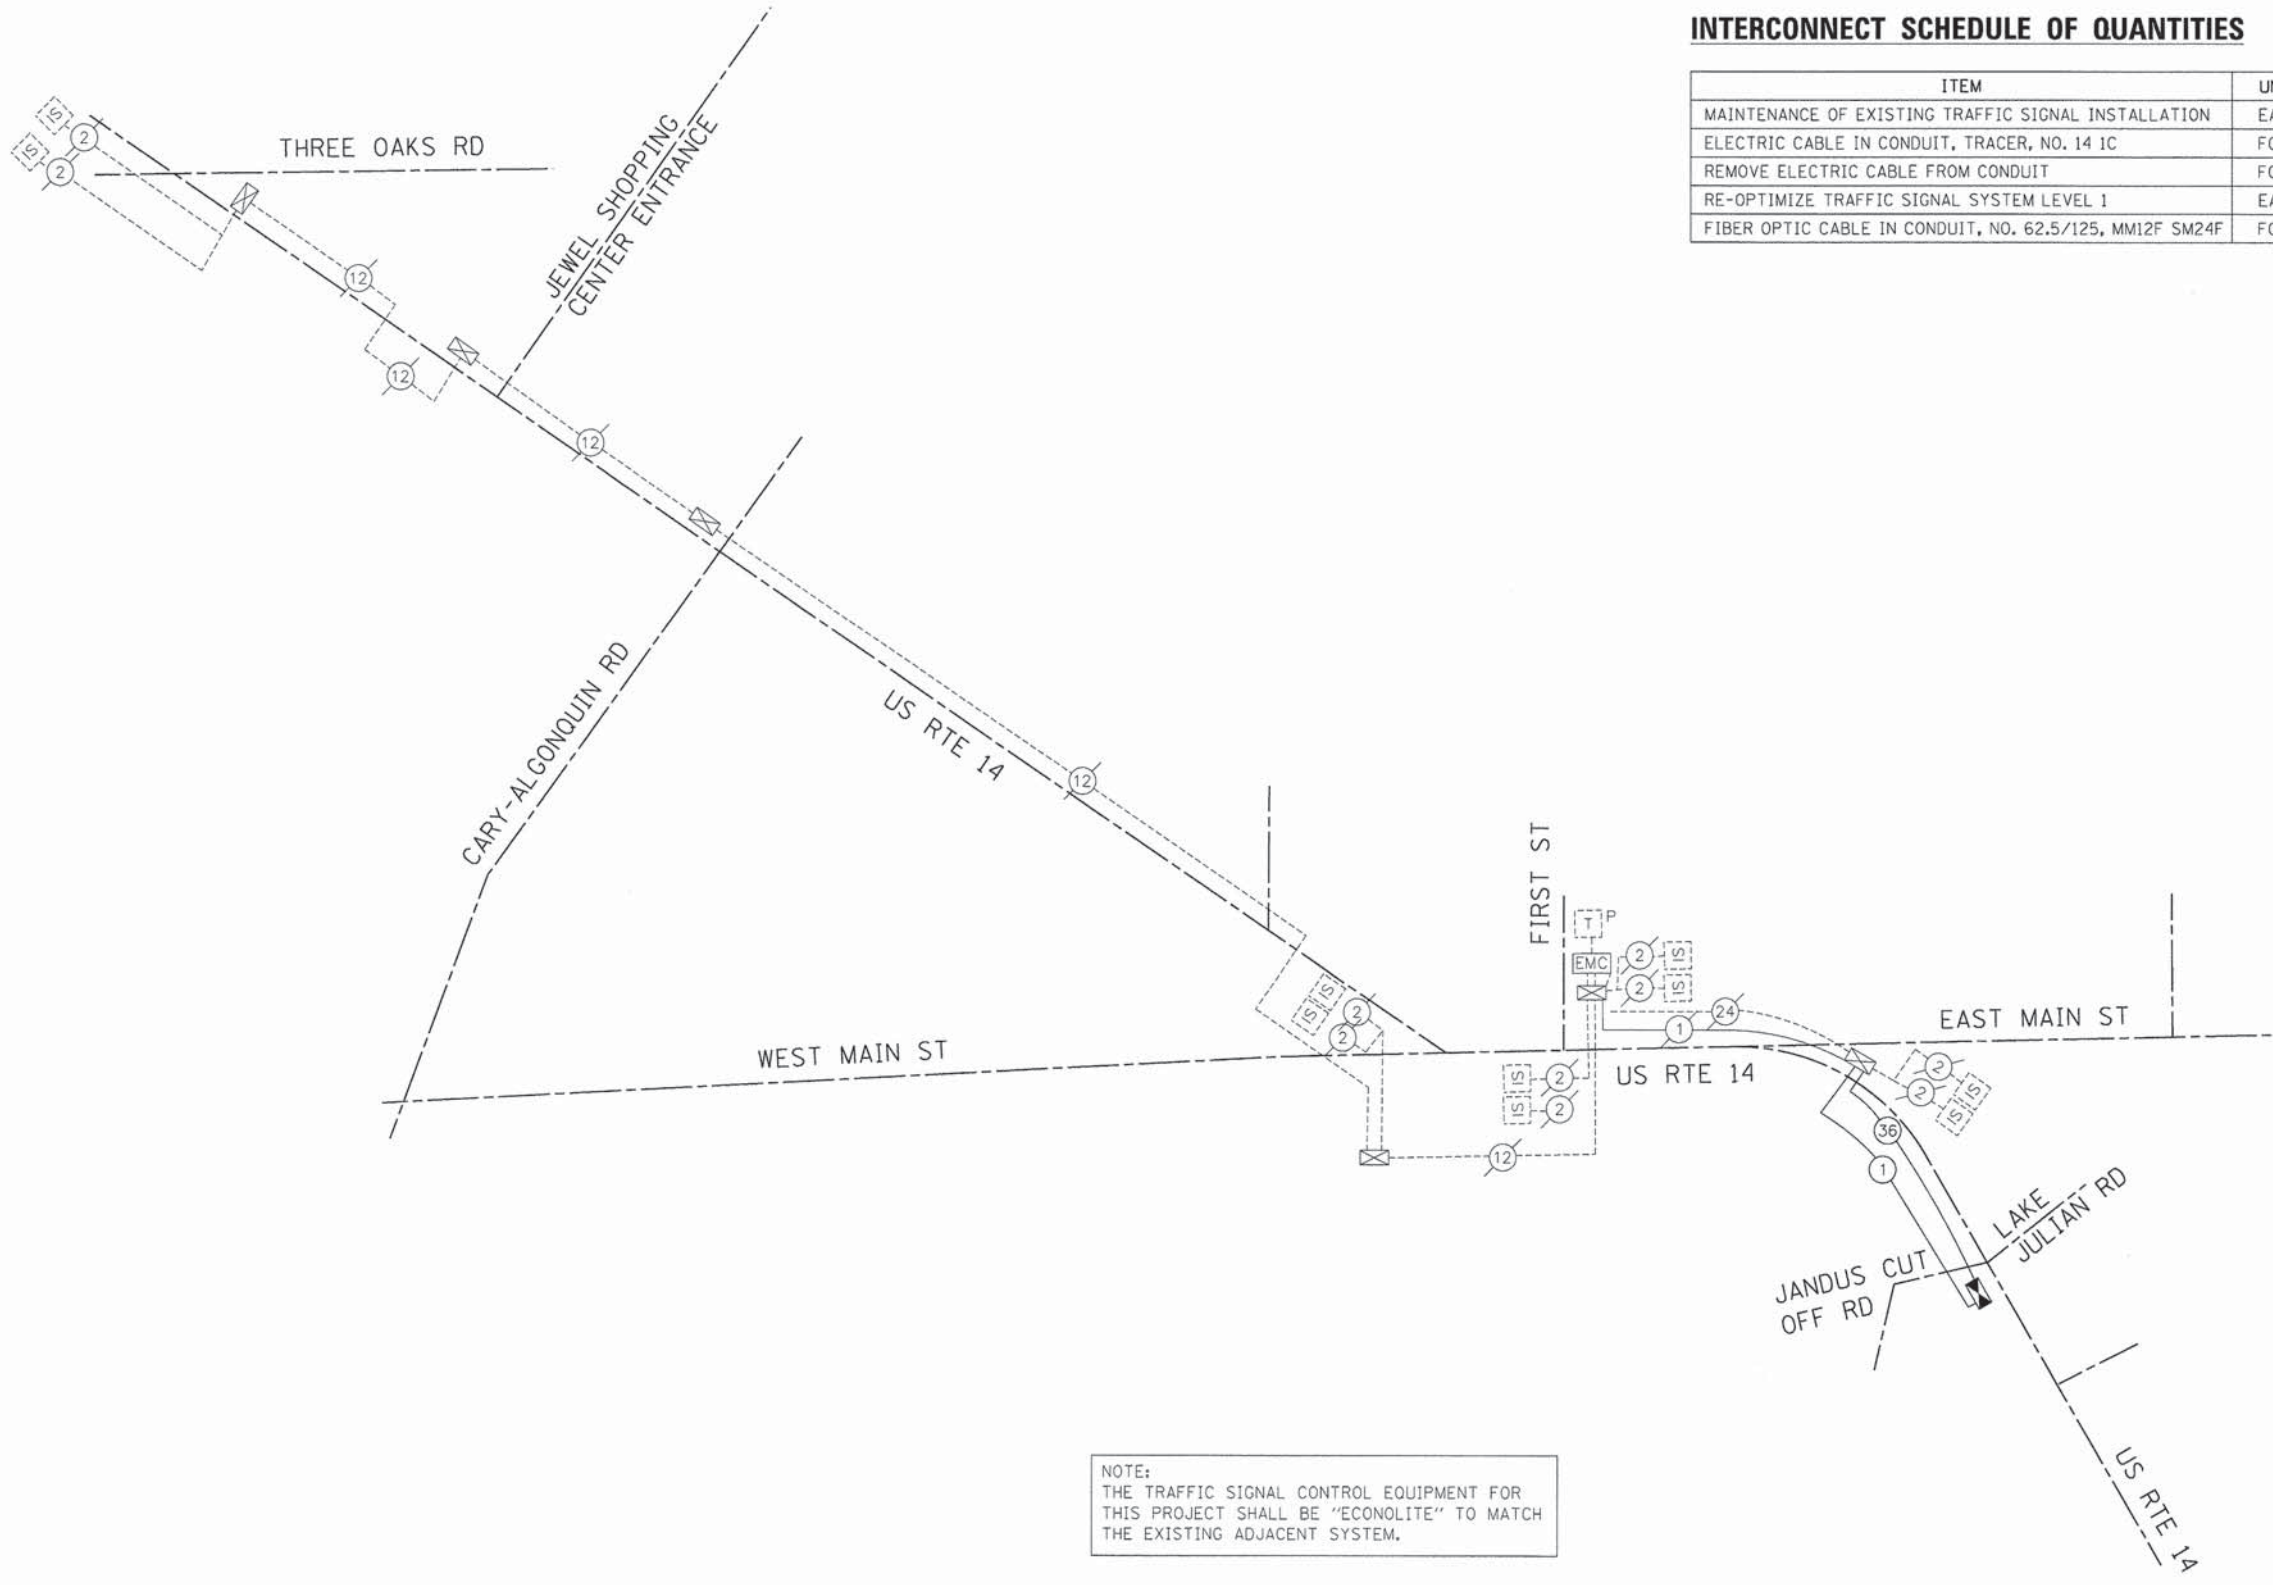 INTERCONNECT SCHEDULE OF QUANTITIES
ITEM
MAINTENANCE OF EXISTING TRAFFIC SIGNAL INSTALLATION
ELECTRIC CABLE IN CONDUIT, TRACER, NO. 14 1C
REMOVE ELECTRIC CABLE FROM CONDUIT
RE-OPTIMIZE TRAFFIC SIGNAL SYSTEM LEVEL 1
FIBER OPTIC CABLE IN CONDUIT, NO. 62.5/125, MM12F SM24F
IS
2
IS
2
THREE OAKS RD
JEWEL SHOPPING
CENTER ENTRANCE
12
12
12
CARY-ALGONQUIN RD
US RTE 14
12
FIRST ST
T P
EMC
2 IS
2 IS
IS
IS
2
2
24
1
EAST MAIN ST
WEST MAIN ST
US RTE 14
IS 2
IS 2
12
2
2
IS
IS
36
1
LAKE
JULIAN RD
JANDUS CUT
OFF RD
US RTE 14
NOTE:
THE TRAFFIC SIGNAL CONTROL EQUIPMENT FOR
THIS PROJECT SHALL BE "ECONOLITE" TO MATCH
THE EXISTING ADJACENT SYSTEM.